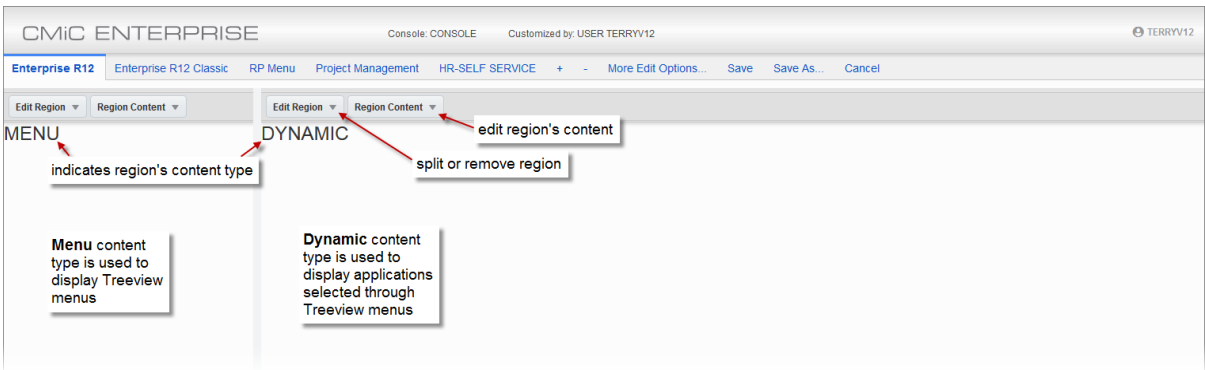 CMiC ENTERPRISE Console: CONSOLE Customized by: USER TERRYV12 TERRYV12
Enterprise R12 Enterprise R12 Classic RP Menu Project Management HR-SELF SERVICE + - More Edit Options... Save Save As... Cancel
Edit Region Region Content Edit Region Region Content
MENU DYNAMIC
edit region's content
split or remove region
indicates region's content type
Menu content
type is used to
display Treeview
menus
Dynamic content
type is used to
display applications
selected through
Treeview menus